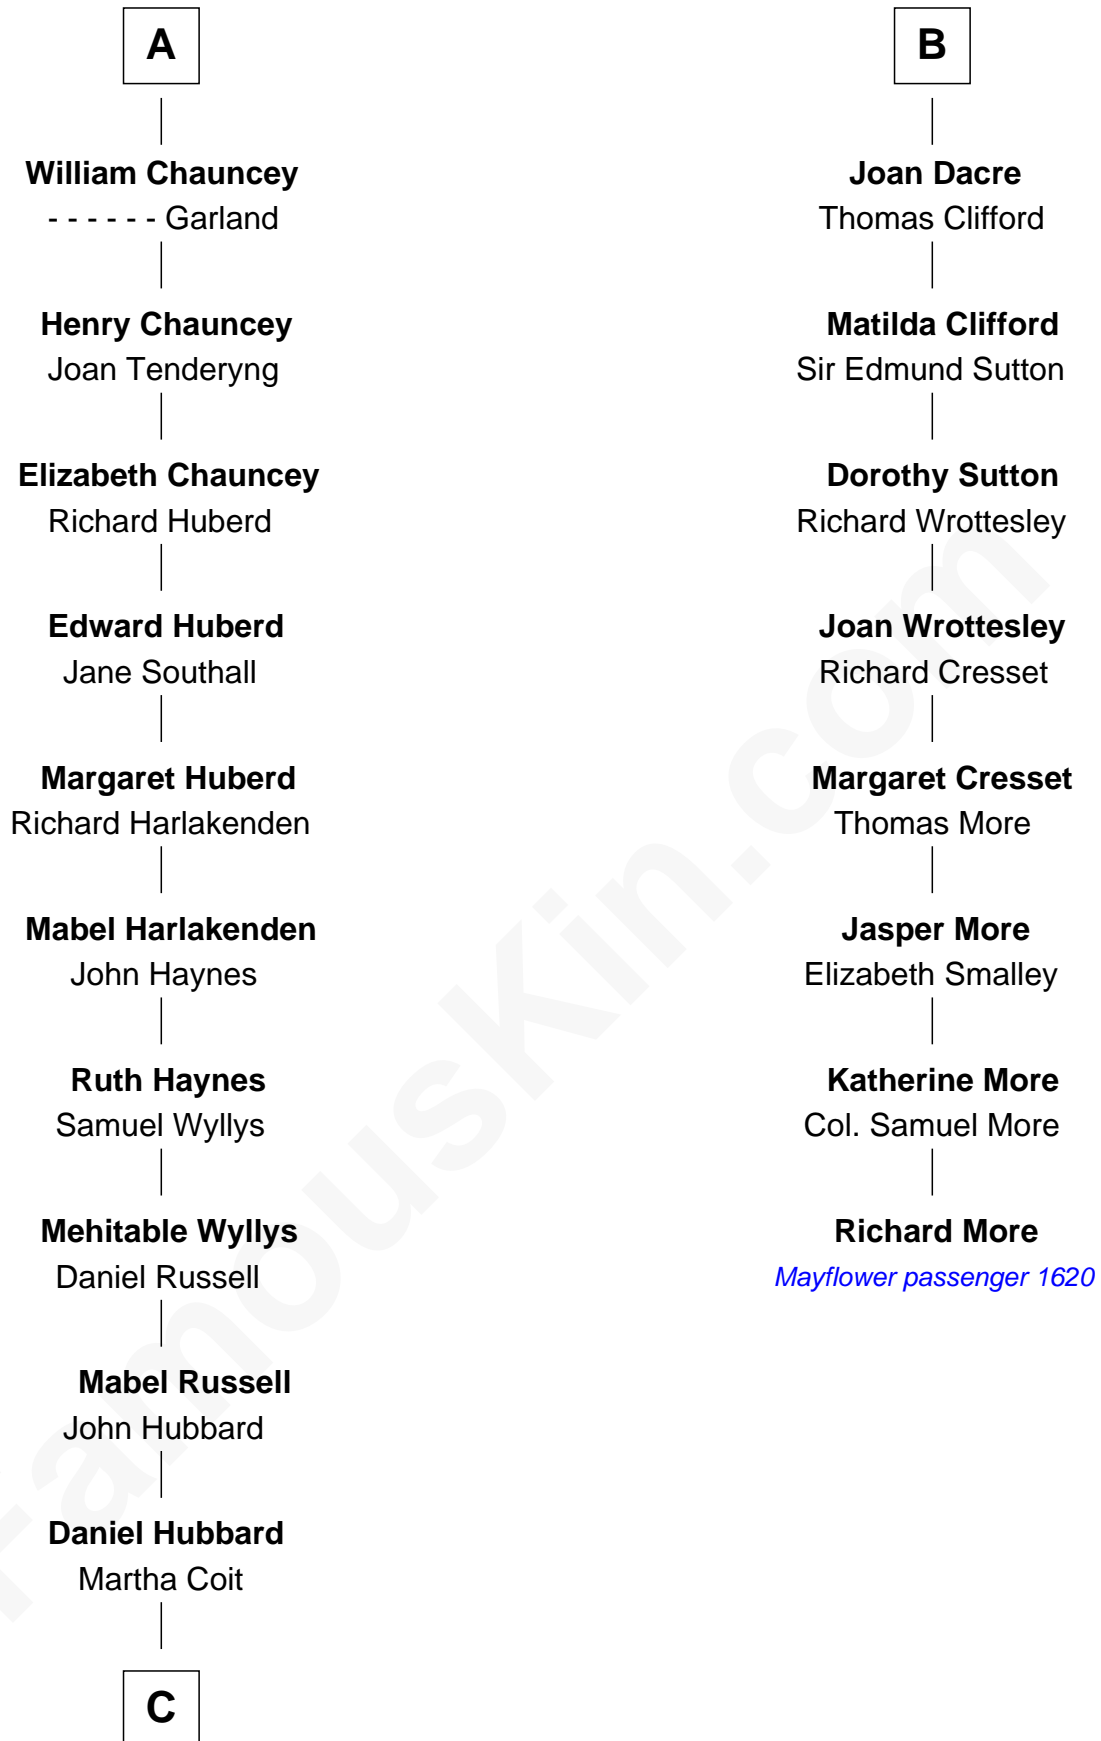 A
William Chauncey
- - - - - - Garland
Henry Chauncey
Joan Tenderyng
Elizabeth Chauncey
Richard Huberd
Edward Huberd
Jane Southall
Margaret Huberd
Richard Harlakenden
Mabel Harlakenden
John Haynes
Ruth Haynes
Samuel Wyllys
Mehitable Wyllys
Daniel Russell
Mabel Russell
John Hubbard
Daniel Hubbard
Martha Coit
C
B
Joan Dacre
Thomas Clifford
Matilda Clifford
Sir Edmund Sutton
Dorothy Sutton
Richard Wrottesley
Joan Wrottesley
Richard Cresset
Margaret Cresset
Thomas More
Jasper More
Elizabeth Smalley
Katherine More
Col. Samuel More
Richard More
Mayflower passenger 1620
FamousKin.com